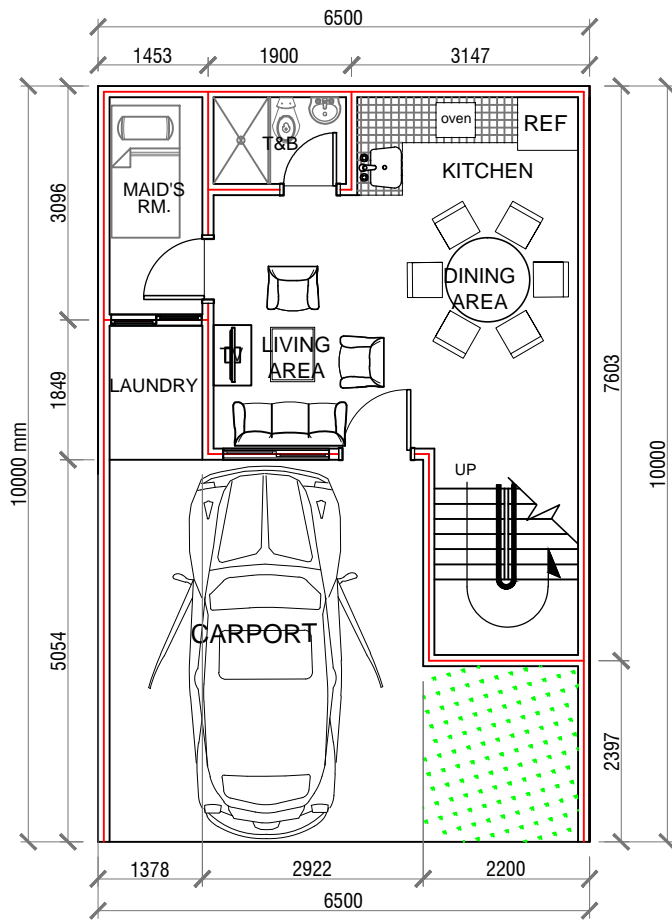 6500
1453
1900
3147
oven
REF
T&B
KITCHEN
MAID'S
RM.
3096
DINING
AREA
LIVING
AREA
TV
7603
LAUNDRY
1849
10000 mm
10000
UP
CARPORT
5054
2397
1378
2922
2200
6500